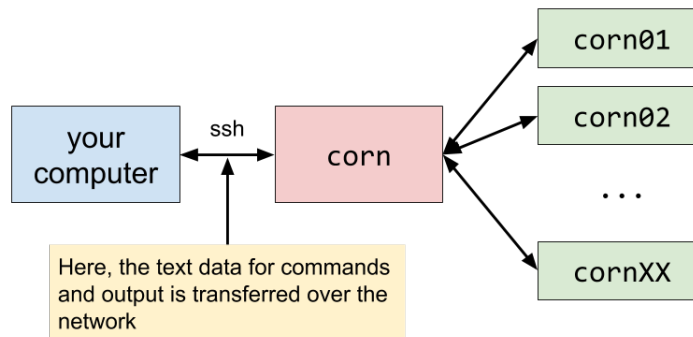 your
computer
ssh
corn
corn01
corn02
...
cornXX
Here, the text data for commands
and output is transferred over the
network